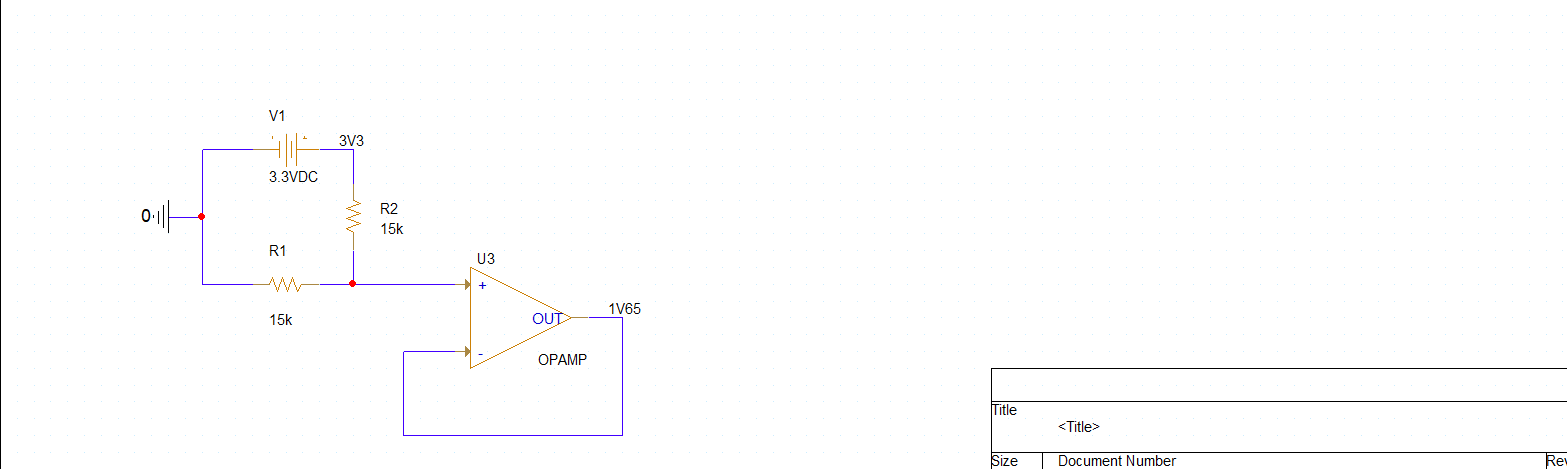 V1
3V3
3.3VDC
0
R2
15k
R1
15k
U3
+
OUT
-
1V65
OPAMP
Title
<Title>
Size
Document Number
Rev